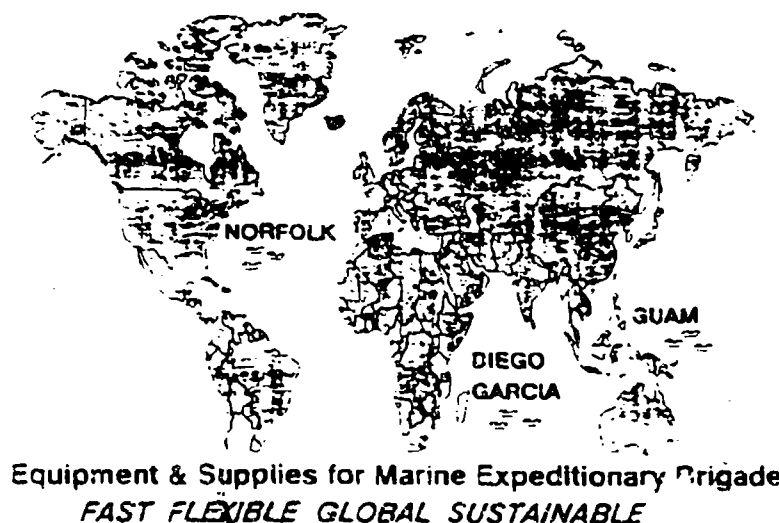 NORFOLK
GUAM
DIEGO
GARCIA
Equipment & Supplies for Marine Expeditionary Brigade
FAST FLEXIBLE GLOBAL SUSTAINABLE